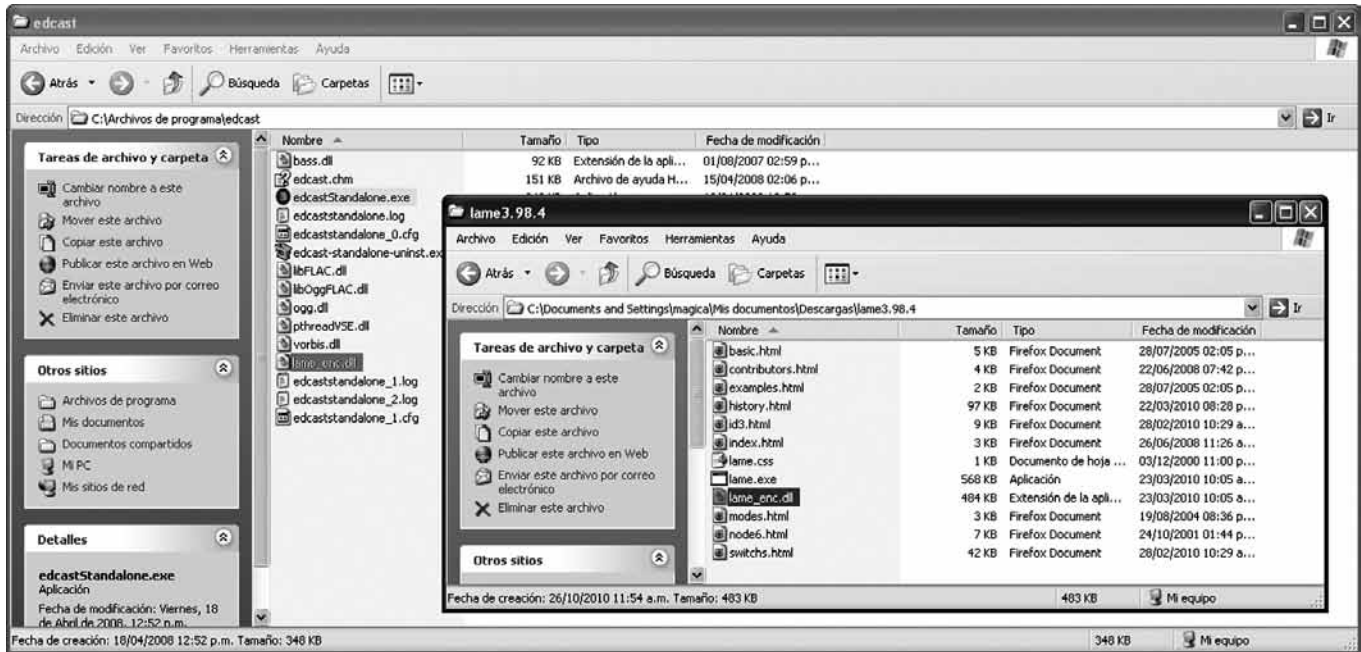 edcast
Archivo Edición Ver Favoritos Herramientas Ayuda
Atrás Búsqueda Carpetas
Dirección C:\Archivos de programa\edcast Ir
Tareas de archivo y carpeta
Cambiar nombre a este
archivo
Mover este archivo
Copiar este archivo
Publicar este archivo en Web
Enviar este archivo por correo
electrónico
Eliminar este archivo
Otros sitios
Archivos de programa
Mis documentos
Documentos compartidos
Mi PC
Mis sitios de red
Detalles
edcastStandalone.exe
Aplicación
Fecha de modificación: Viernes, 18
de Abril de 2008, 12:52 p.m.
Nombre Tamaño Tipo Fecha de modificación
bass.dll 92 KB Extensión de la apli... 01/08/2007 02:59 p...
edcast.chm 151 KB Archivo de ayuda H... 15/04/2008 02:06 p...
edcastStandalone.exe
edcaststandalone.log
edcaststandalone_0.cfg
edcast-standalone-uninst.ex
libFLAC.dll
libOggFLAC.dll
ogg.dll
pthreadVSE.dll
vorbis.dll
lame_enc.dll
edcaststandalone_1.log
edcaststandalone_2.log
edcaststandalone_1.cfg
Fecha de creación: 18/04/2008 12:52 p.m. Tamaño: 348 KB 348 KB Mi equipo
lame3.98.4
Archivo Edición Ver Favoritos Herramientas Ayuda
Atrás Búsqueda Carpetas
Dirección C:\Documents and Settings\magica\Mis documentos\Descargas\lame3.98.4 Ir
Tareas de archivo y carpeta
Cambiar nombre a este
archivo
Mover este archivo
Copiar este archivo
Publicar este archivo en Web
Enviar este archivo por correo
electrónico
Eliminar este archivo
Otros sitios
Nombre Tamaño Tipo Fecha de modificación
basic.html 5 KB Firefox Document 28/07/2005 02:05 p...
contributors.html 4 KB Firefox Document 22/06/2008 07:42 p...
examples.html 2 KB Firefox Document 28/07/2005 02:05 p...
history.html 97 KB Firefox Document 22/03/2010 08:28 p...
id3.html 9 KB Firefox Document 28/02/2010 10:29 a...
index.html 3 KB Firefox Document 26/06/2008 11:26 a...
lame.css 1 KB Documento de hoja ... 03/12/2000 11:00 p...
lame.exe 568 KB Aplicación 23/03/2010 10:05 a...
lame_enc.dll 484 KB Extensión de la apli... 23/03/2010 10:05 a...
modes.html 3 KB Firefox Document 19/08/2004 08:36 p...
node6.html 7 KB Firefox Document 24/10/2001 01:44 p...
switchs.html 42 KB Firefox Document 28/02/2010 10:29 a...
Fecha de creación: 26/10/2010 11:54 a.m. Tamaño: 483 KB 483 KB Mi equipo